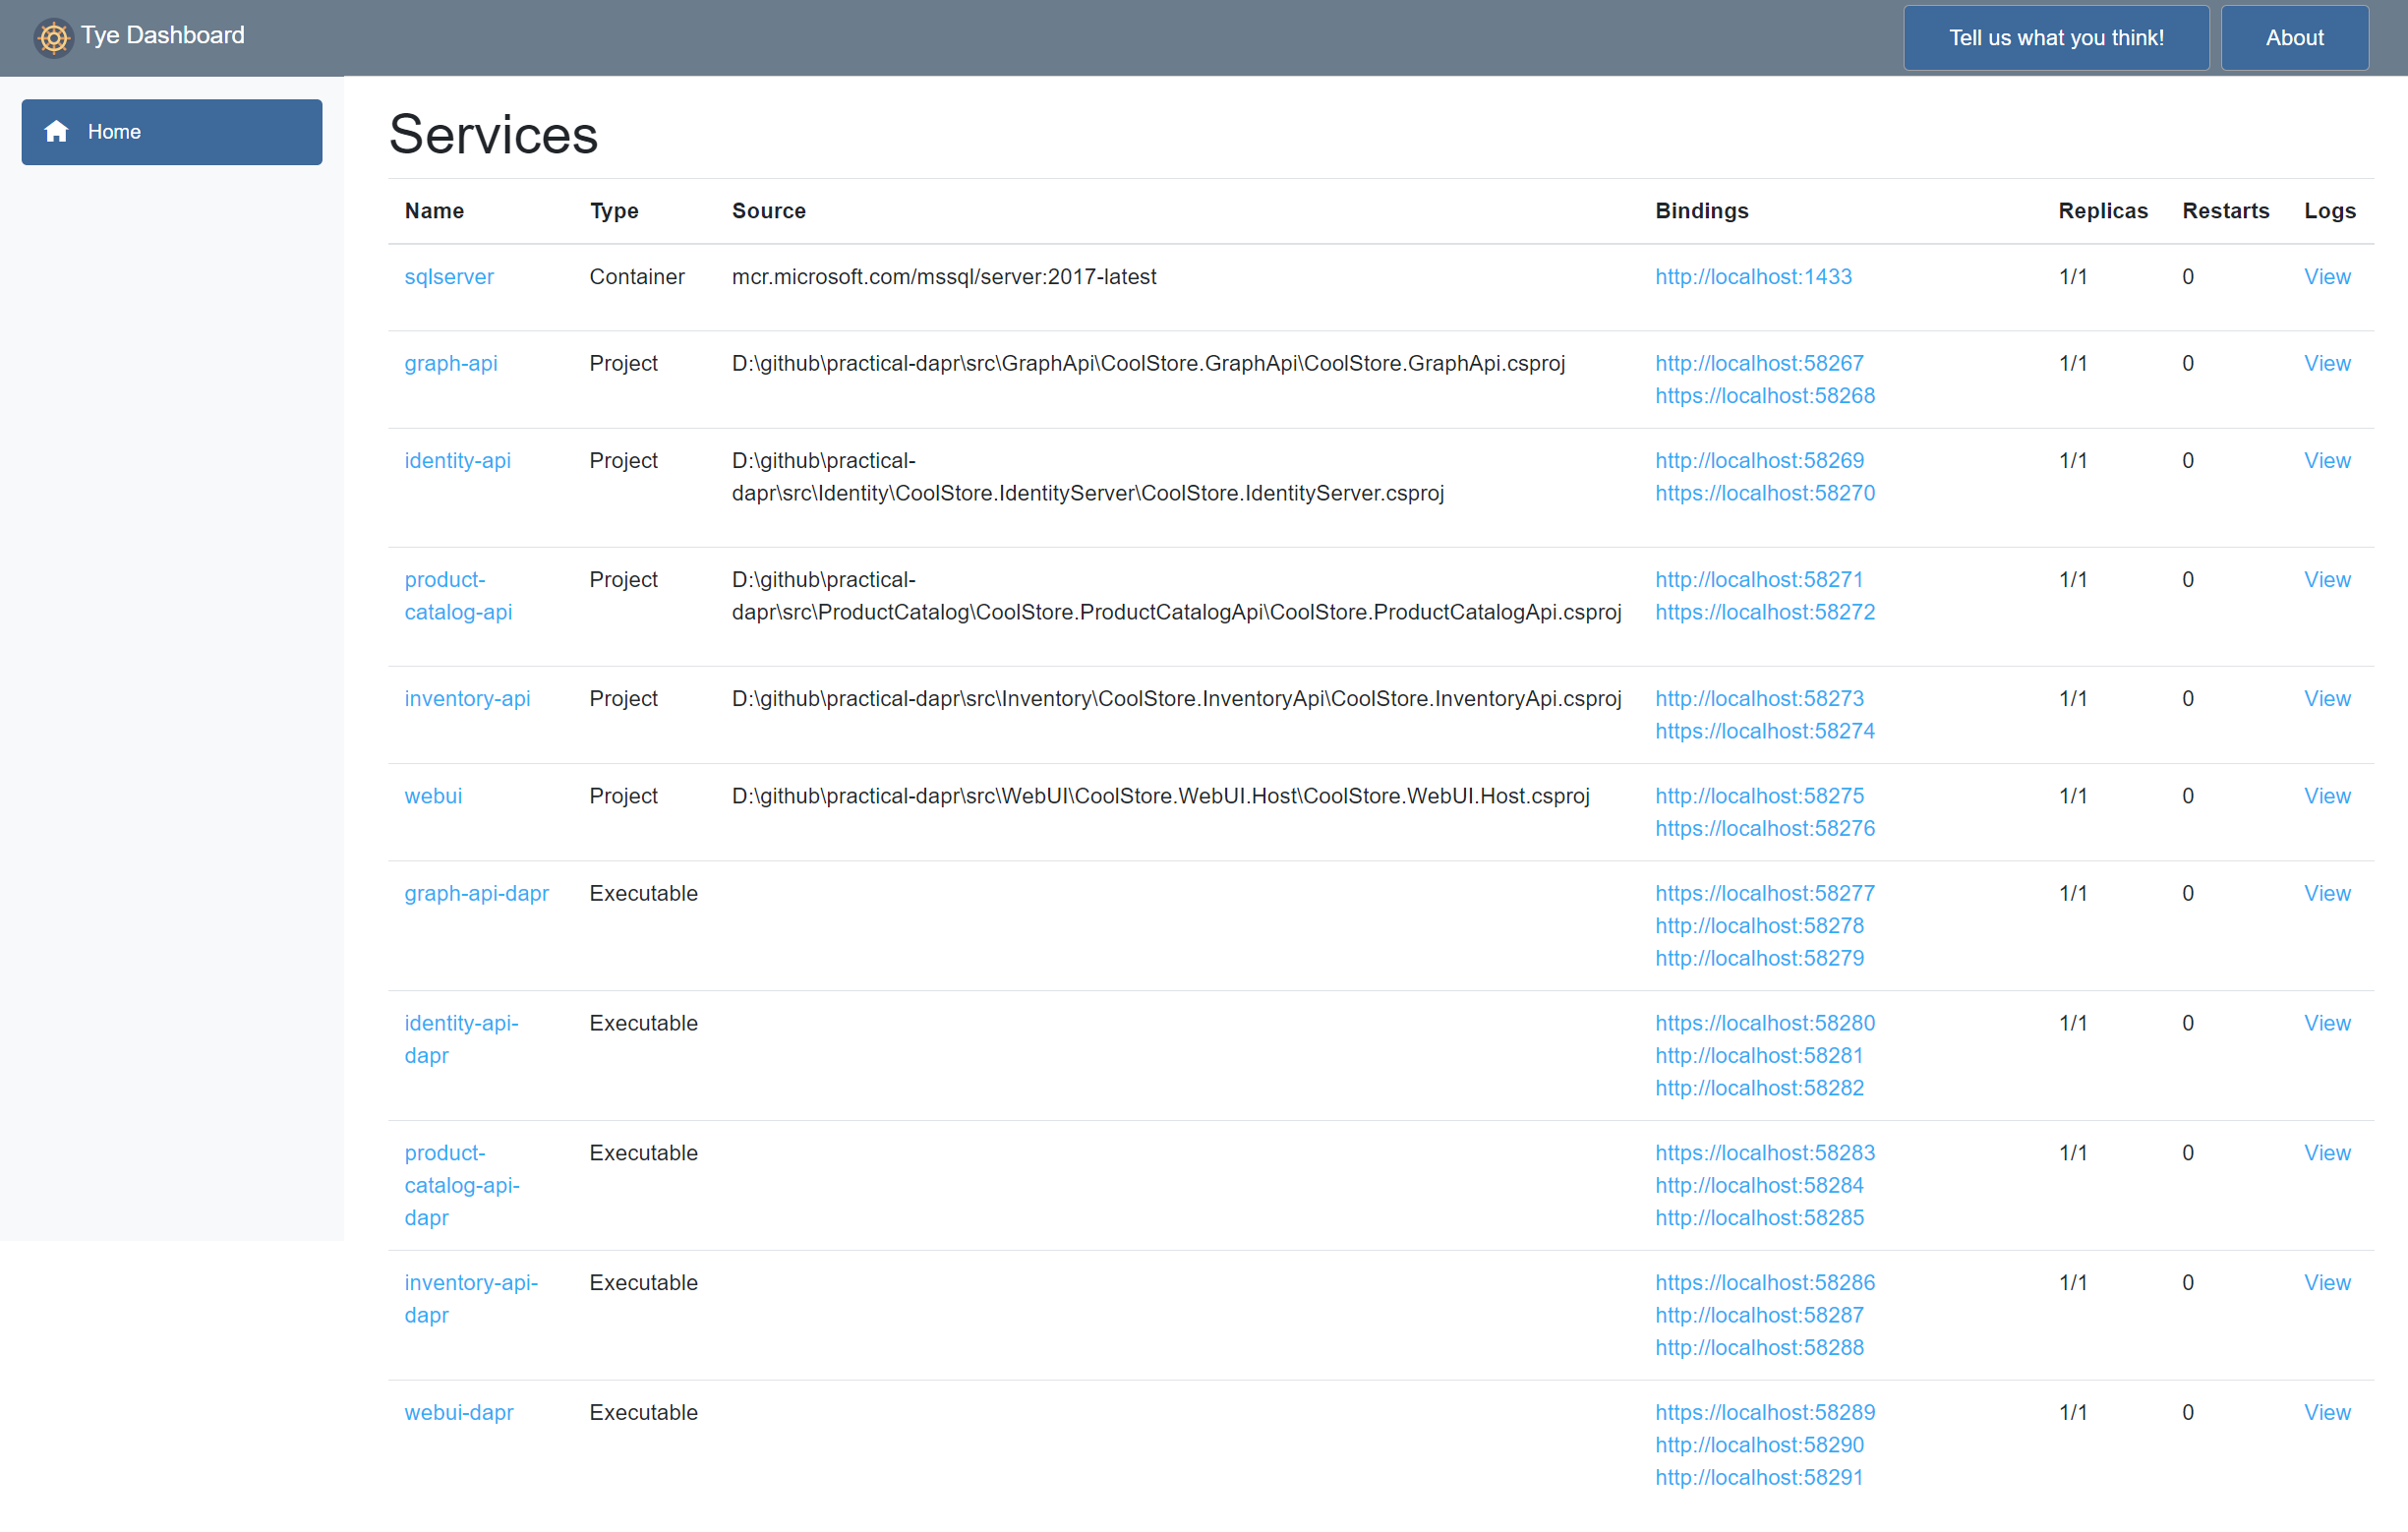 Tye Dashboard
Tell us what you think!
About
Home
Services
Name Type Source Bindings Replicas Restarts Logs
sqlserver Container mcr.microsoft.com/mssql/server:2017-latest http://localhost:1433 1/1 0 View
graph-api Project D:\github\practical-dapr\src\GraphApi\CoolStore.GraphApi\CoolStore.GraphApi.csproj http://localhost:58267 1/1 0 View
https://localhost:58268
identity-api Project D:\github\practical- http://localhost:58269 1/1 0 View
dapr\src\Identity\CoolStore.IdentityServer\CoolStore.IdentityServer.csproj https://localhost:58270
product- Project D:\github\practical- http://localhost:58271 1/1 0 View
catalog-api dapr\src\ProductCatalog\CoolStore.ProductCatalogApi\CoolStore.ProductCatalogApi.csproj https://localhost:58272
inventory-api Project D:\github\practical-dapr\src\Inventory\CoolStore.InventoryApi\CoolStore.InventoryApi.csproj http://localhost:58273 1/1 0 View
https://localhost:58274
webui Project D:\github\practical-dapr\src\WebUI\CoolStore.WebUI.Host\CoolStore.WebUI.Host.csproj http://localhost:58275 1/1 0 View
https://localhost:58276
graph-api-dapr Executable https://localhost:58277 1/1 0 View
http://localhost:58278
http://localhost:58279
identity-api- Executable https://localhost:58280 1/1 0 View
dapr http://localhost:58281
http://localhost:58282
product- Executable https://localhost:58283 1/1 0 View
catalog-api- http://localhost:58284
dapr http://localhost:58285
inventory-api- Executable https://localhost:58286 1/1 0 View
dapr http://localhost:58287
http://localhost:58288
webui-dapr Executable https://localhost:58289 1/1 0 View
http://localhost:58290
http://localhost:58291